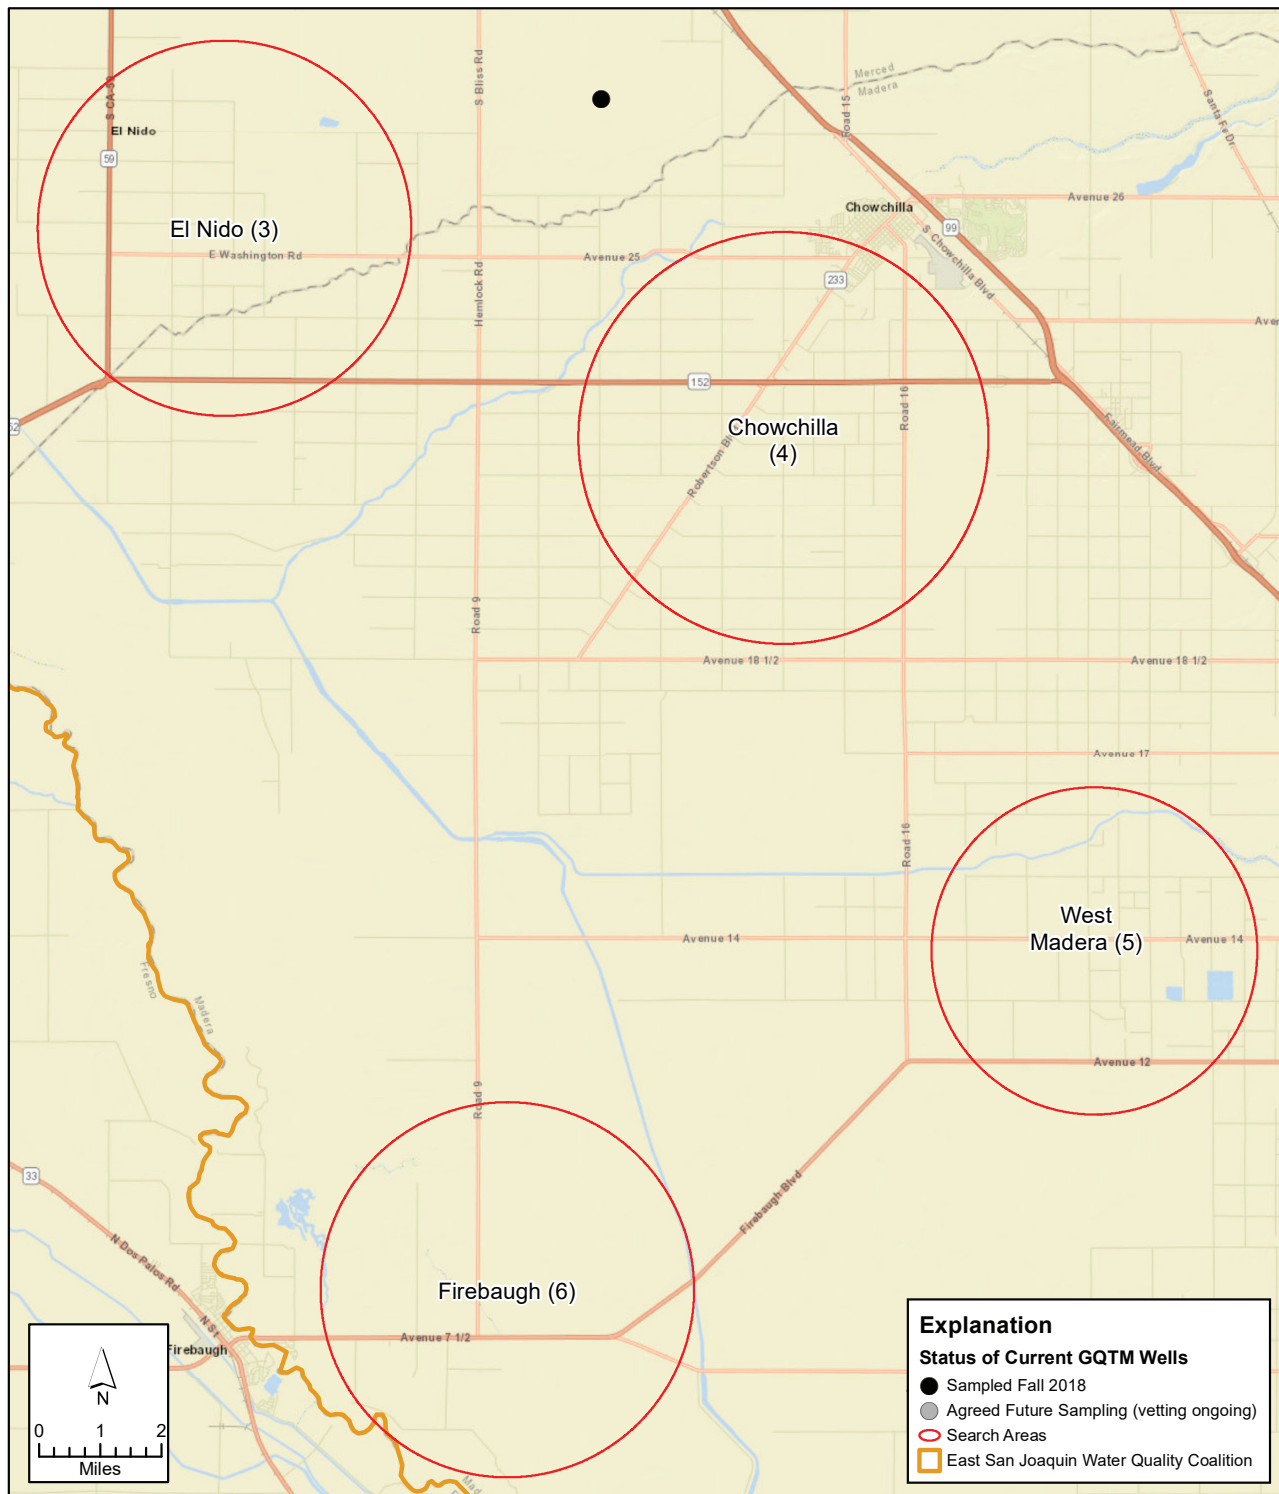 S CA-59
El Nido
59
El Nido (3)
E Washington Rd
S Bliss Rd
Hemlock Rd
Merced
Madera
Road 15
Santa Fe Dr
Avenue 26
Chowchilla
99
S Chowchilla Blvd
Avenue 25
233
152
Road 16
Chowchilla
(4)
Robertson Bl
Fairmead Blvd
Road 9
Avenue 18 1/2
Avenue 18 1/2
Avenue 17
Road 16
West
Madera (5)
Avenue 14
Avenue 14
Fresno
Madera
Avenue 12
Road 9
33
N Dos Palos Rd
N St
Firebaugh Blvd
Firebaugh (6)
Avenue 7 1/2
Firebaugh
N
0 1 2
Miles
Explanation
Status of Current GQTM Wells
Sampled Fall 2018
Agreed Future Sampling (vetting ongoing)
Search Areas
East San Joaquin Water Quality Coalition